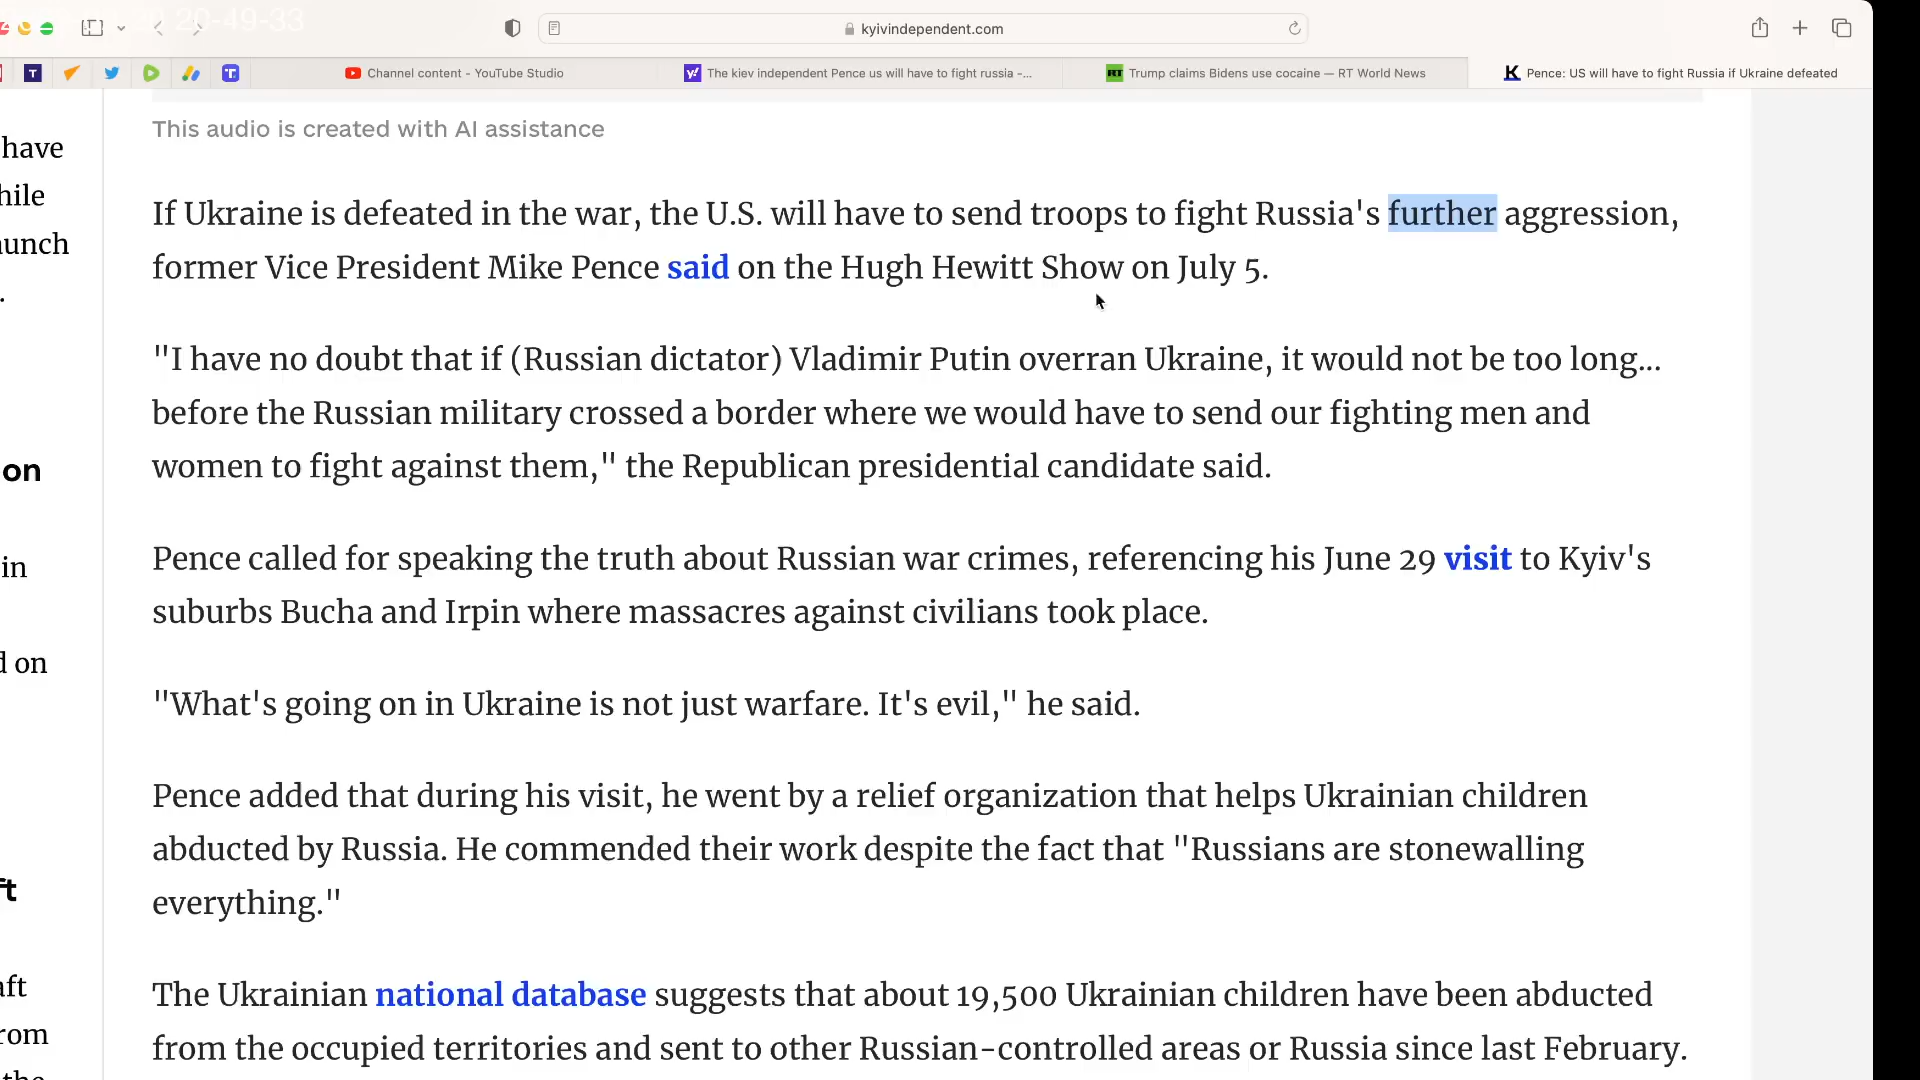 20-49-33
kyivindependent.com
Channel content - YouTube Studio
The kiev independent Pence us will have to fight russia -...
Trump claims Bidens use cocaine — RT World News
Pence: US will have to fight Russia if Ukraine defeated
This audio is created with AI assistance
have
hile
aunch
.
If Ukraine is defeated in the war, the U.S. will have to send troops to fight Russia's further aggression,
former Vice President Mike Pence said on the Hugh Hewitt Show on July 5.
"I have no doubt that if (Russian dictator) Vladimir Putin overran Ukraine, it would not be too long...
before the Russian military crossed a border where we would have to send our fighting men and
women to fight against them," the Republican presidential candidate said.
on
in
d on
Pence called for speaking the truth about Russian war crimes, referencing his June 29 visit to Kyiv's
suburbs Bucha and Irpin where massacres against civilians took place.
"What's going on in Ukraine is not just warfare. It's evil," he said.
Pence added that during his visit, he went by a relief organization that helps Ukrainian children
abducted by Russia. He commended their work despite the fact that "Russians are stonewalling
everything."
ft
aft
rom
the
The Ukrainian national database suggests that about 19,500 Ukrainian children have been abducted
from the occupied territories and sent to other Russian-controlled areas or Russia since last February.